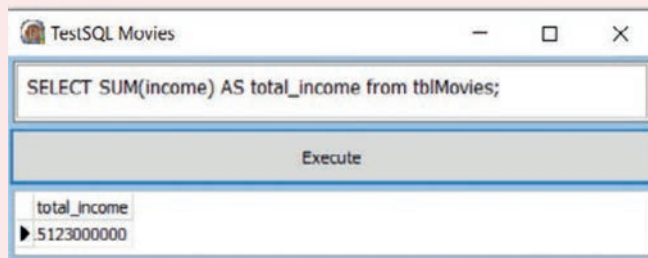 TestSQL Movies
SELECT SUM(income) AS total_income from tblMovies;
Execute
total_income
5123000000